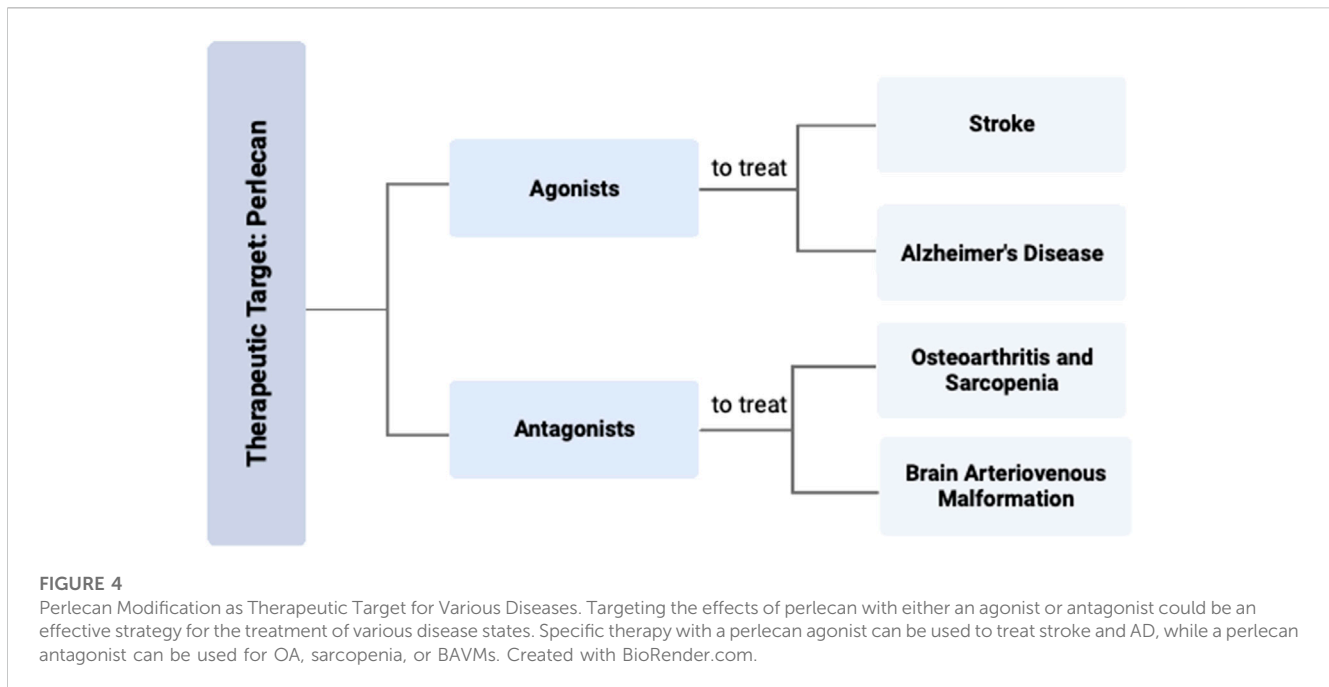 Therapeutic Target: Perlecan
Agonists
to treat
Stroke
Alzheimer's Disease
Antagonists
to treat
Osteoarthritis and
Sarcopenia
Brain Arteriovenous
Malformation
FIGURE 4
Perlecan Modification as Therapeutic Target for Various Diseases. Targeting the effects of perlecan with either an agonist or antagonist could be an
effective strategy for the treatment of various disease states. Specific therapy with a perlecan agonist can be used to treat stroke and AD, while a perlecan
antagonist can be used for OA, sarcopenia, or BAVMs. Created with BioRender.com.